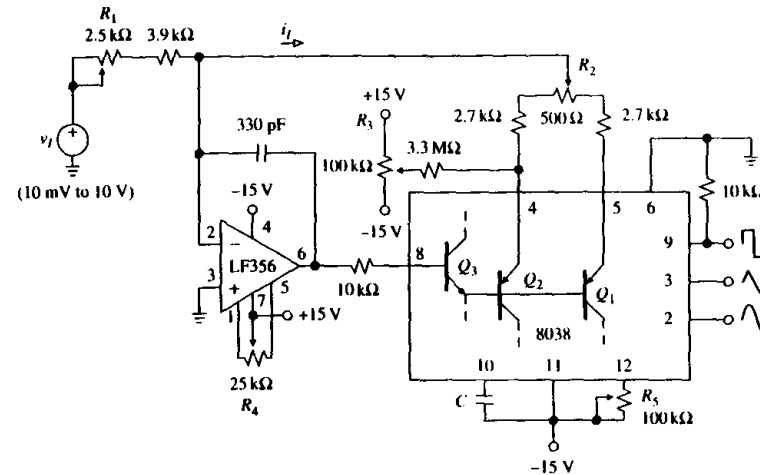 R1
2.5 kΩ
3.9 kΩ
iI
R2
+15 V
R3
2.7 kΩ
500 Ω
2.7 kΩ
330 pF
3.3 MΩ
vI
100 kΩ
10 kΩ
(10 mV to 10 V)
−15 V
−15 V
4
5
6
2
4
6
8
9
Q3
Q2
Q1
3
LF356
10 kΩ
3
2
1
7
5
+15 V
8038
25 kΩ
R4
10
11
12
C
R5
100 kΩ
−15 V